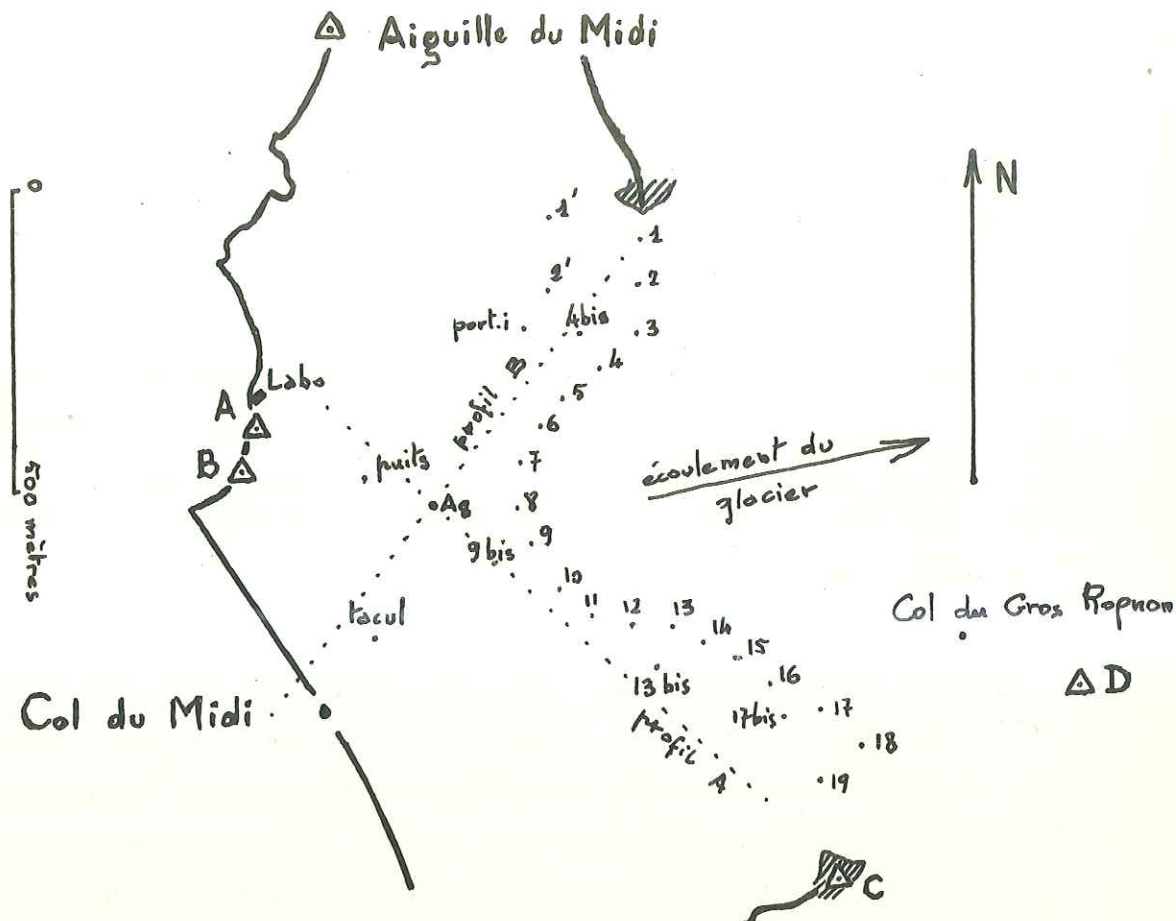 Aiguille du Midi
N
0
500 mètres
1'
1
2'
2
port.i
4bis
3
4
profil B
5
Labo
A
6
B
puits
7
écoulement du
glacier
Ag
8
9bis
9
10
11
12
13
14
15
Col du Gros Rognon
tacul
16
D
13bis
17bis
17
Col du Midi
profil A
18
19
C